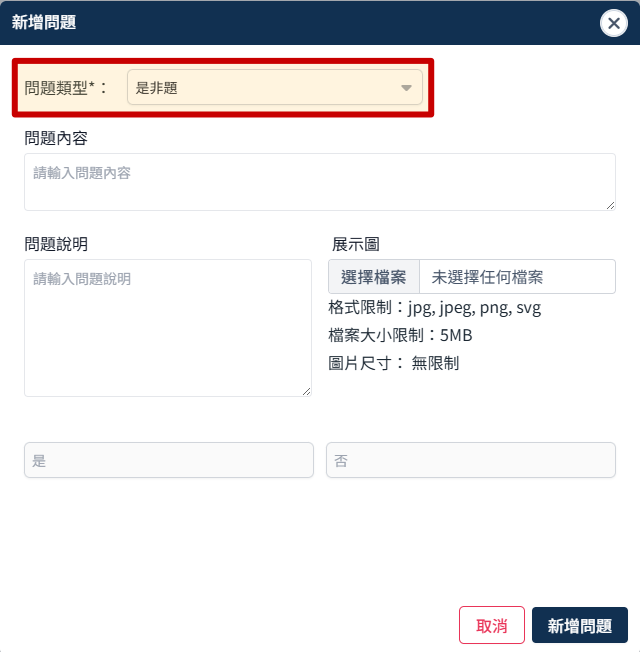 新增問題
問題類型*：
是非題
問題內容
請輸入問題內容
問題說明
請輸入問題說明
展示圖
選擇檔案 未選擇任何檔案
格式限制：jpg, jpeg, png, svg
檔案大小限制：5MB
圖片尺寸： 無限制
是
否
取消
新增問題